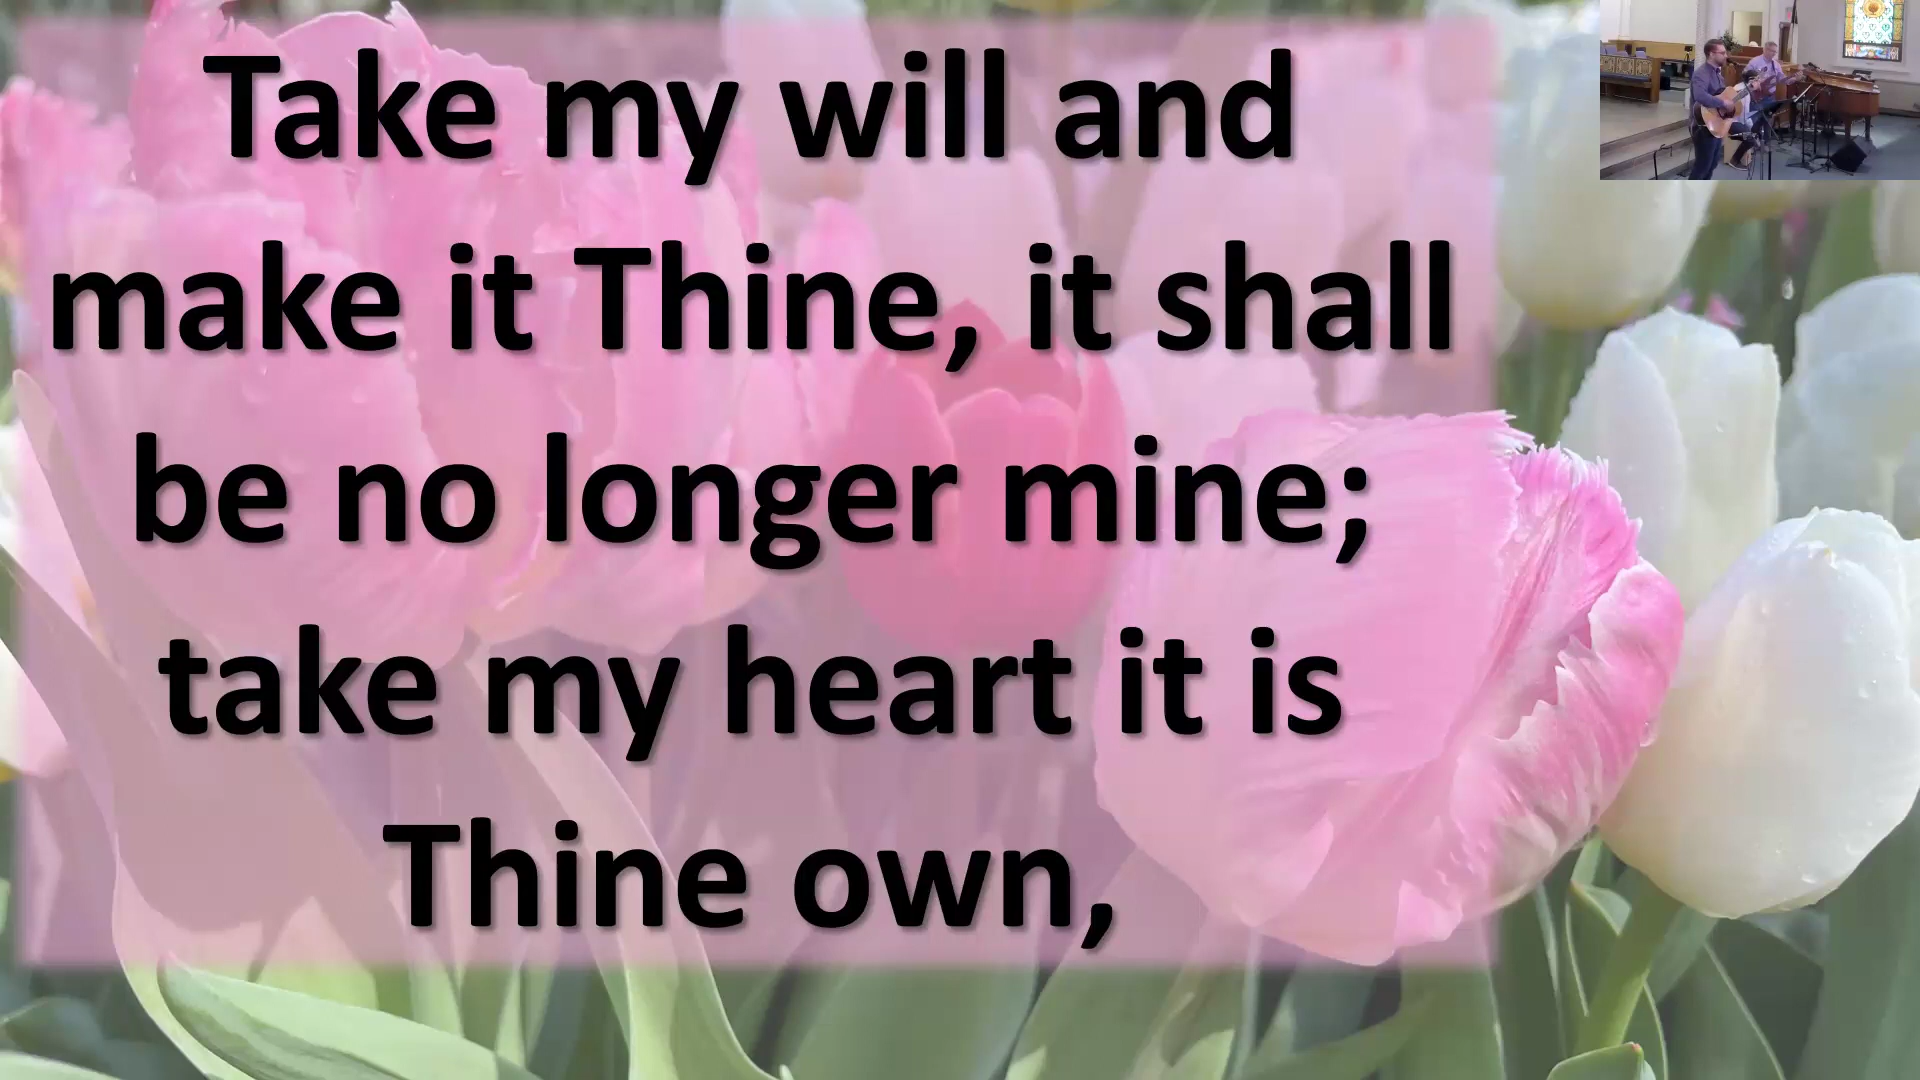 Take my will and
make it Thine, it shall
be no longer mine;
take my heart it is
Thine own,